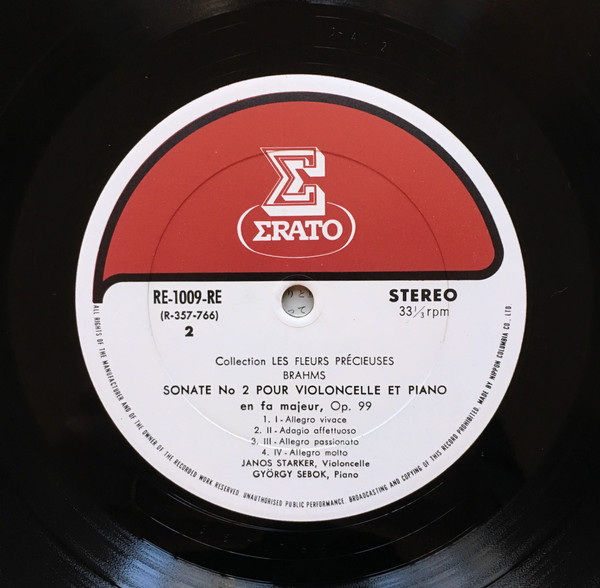 Σ
ΣRATO
RE-1009-RE
(R-357-766)
2
STEREO
33 1/3 rpm
Collection LES FLEURS PRÉCIEUSES
BRAHMS
SONATE No 2 POUR VIOLONCELLE ET PIANO
en fa majeur, Op. 99
1. I-Allegro vivace
2. II-Adagio affettuoso
3. III-Allegro passionato
4. IV-Allegro molto
JANOS STARKER, Violoncelle
GYÖRGY SEBOK, Piano
ALL RIGHTS OF THE MANUFACTURER AND OF THE OWNER OF THE RECORDED WORK RESERVED UNAUTHORISED PUBLIC PERFORMANCE. BROADCASTING AND COPYING OF THIS RECORD PROHIBITED. MADE BY NIPPON COLUMBIA CO., LTD